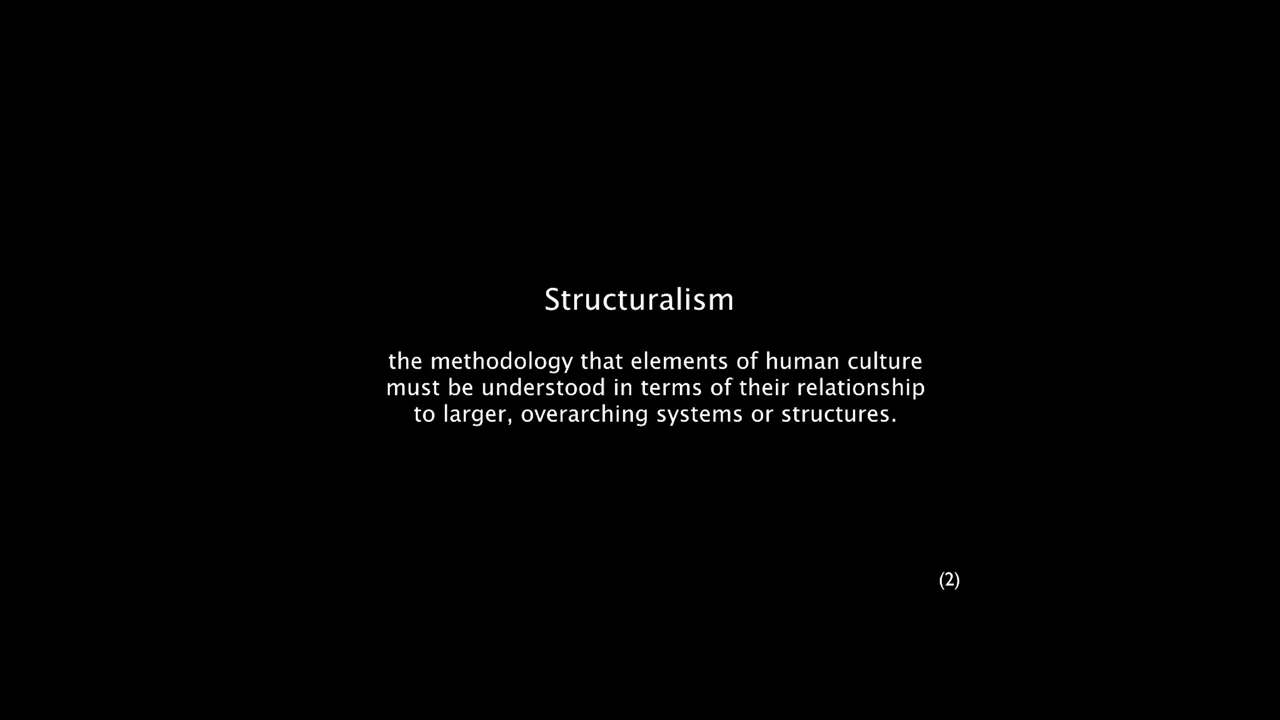 Structuralism
the methodology that elements of human culture
must be understood in terms of their relationship
to larger, overarching systems or structures.
(2)